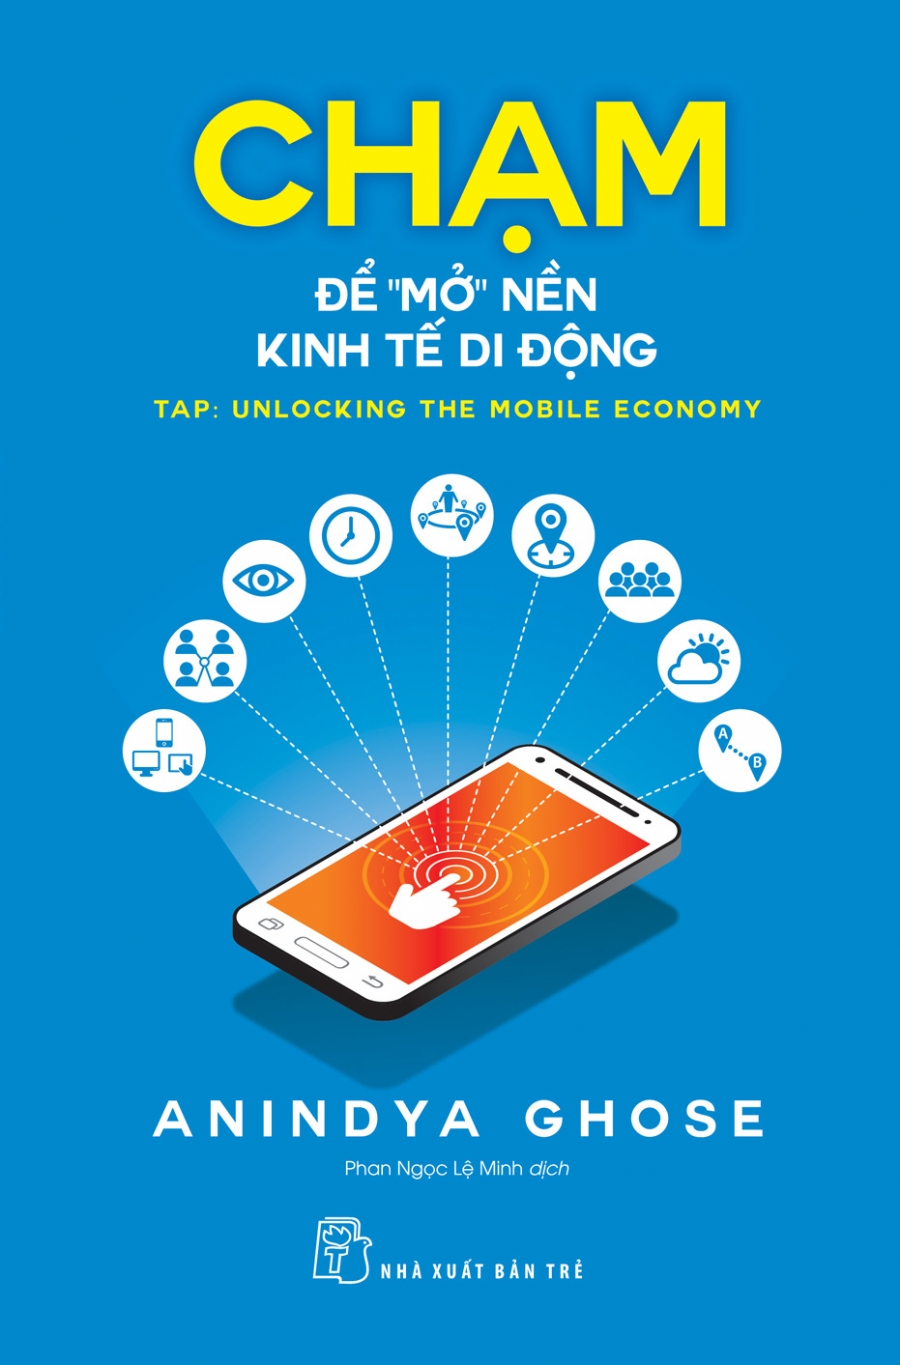 CHẠM
ĐỂ "MỞ" NỀN
KINH TẾ DI ĐỘNG
TAP: UNLOCKING THE MOBILE ECONOMY
A
B
ANINDYA GHOSE
Phan Ngọc Lệ Minh dịch
T
NHÀ XUẤT BẢN TRẺ